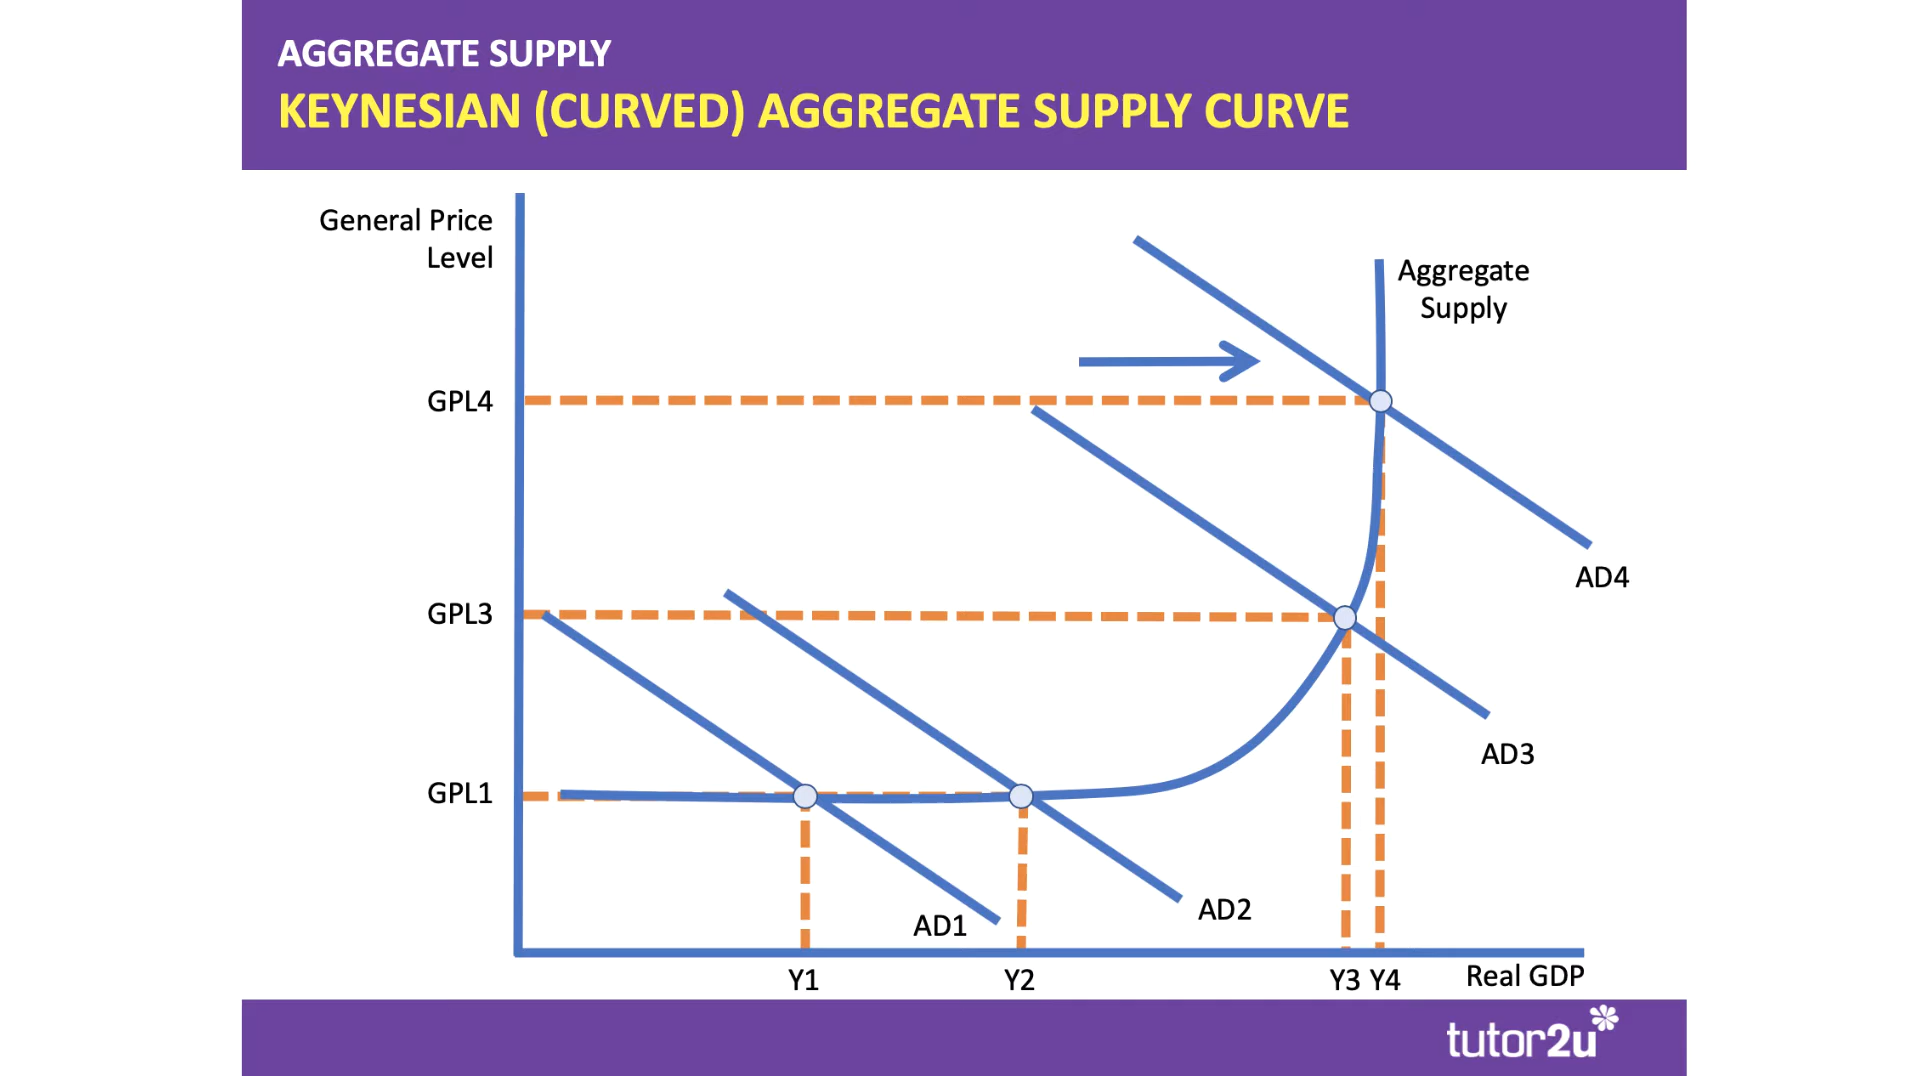 AGGREGATE SUPPLY
KEYNESIAN (CURVED) AGGREGATE SUPPLY CURVE
General Price
Level
Aggregate
Supply
GPL4
AD4
GPL3
AD3
GPL1
AD2
AD1
Y1
Y2
Y3
Y4
Real GDP
tutor2u